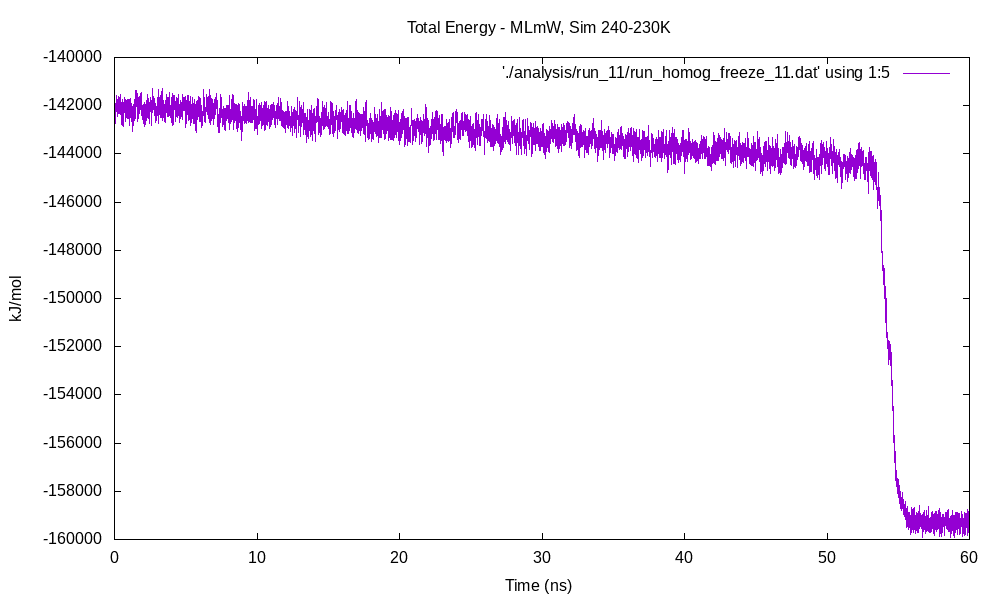 Total Energy - MLmW, Sim 240-230K
'./analysis/run_11/run_homog_freeze_11.dat' using 1:5
-140000
-142000
-144000
-146000
-148000
-150000
-152000
-154000
-156000
-158000
-160000
kJ/mol
0 10 20 30 40 50 60
Time (ns)